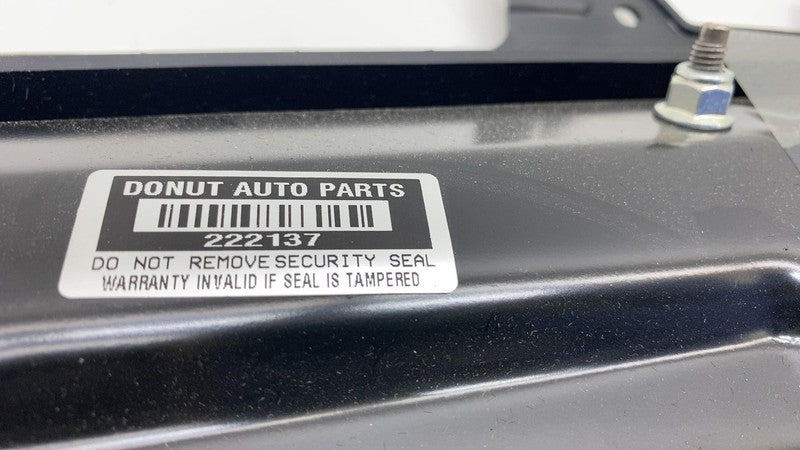 DONUT AUTO PARTS
222137
DO NOT REMOVE SECURITY SEAL
WARRANTY INVALID IF SEAL IS TAMPERED